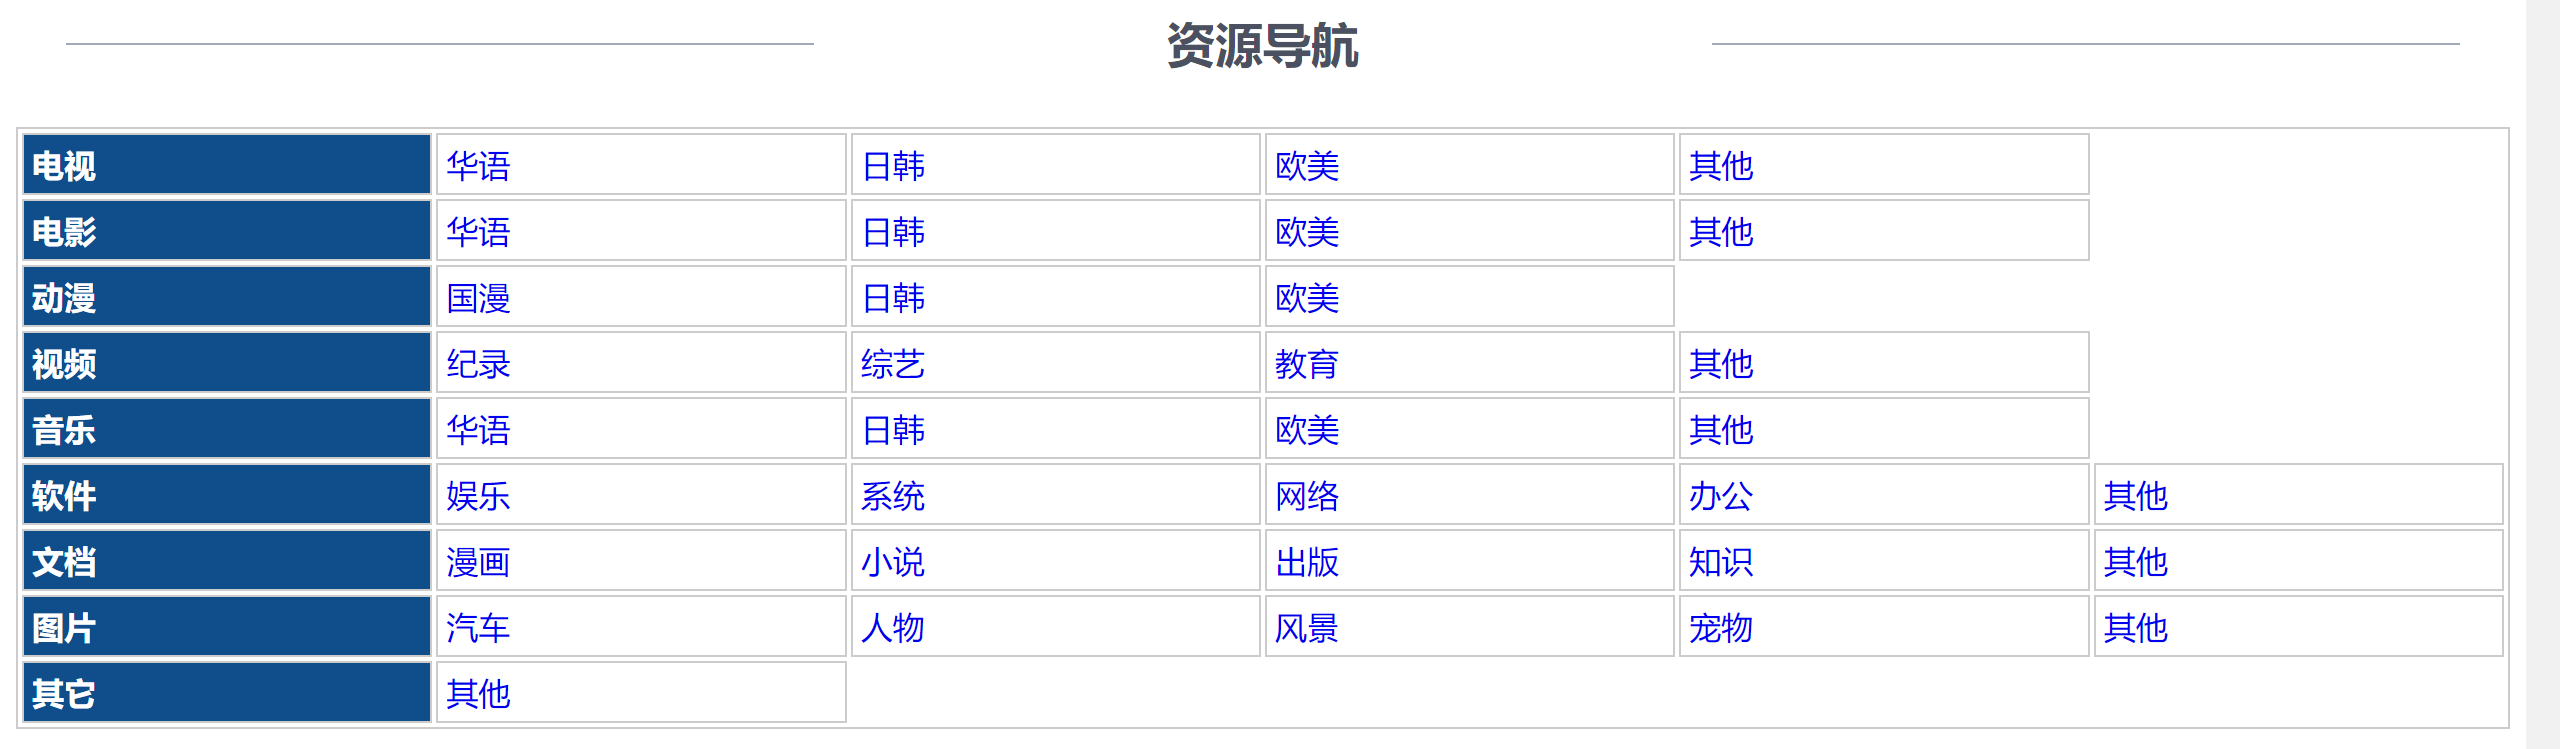 资源导航
电视 华语 日韩 欧美 其他
电影 华语 日韩 欧美 其他
动漫 国漫 日韩 欧美
视频 纪录 综艺 教育 其他
音乐 华语 日韩 欧美 其他
软件 娱乐 系统 网络 办公 其他
文档 漫画 小说 出版 知识 其他
图片 汽车 人物 风景 宠物 其他
其它 其他